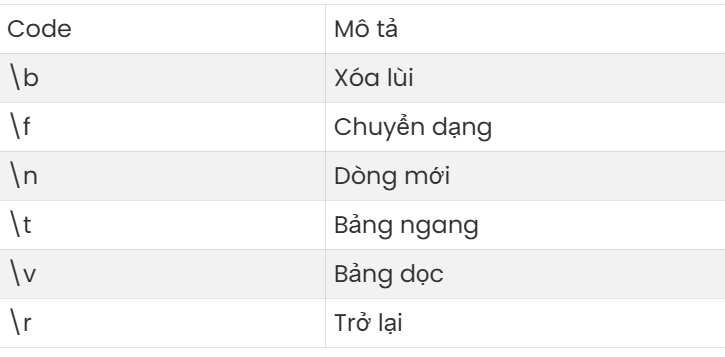 Code Mô tả
\b Xóa lùi
\f Chuyển dạng
\n Dòng mới
\t Bảng ngang
\v Bảng dọc
\r Trở lại